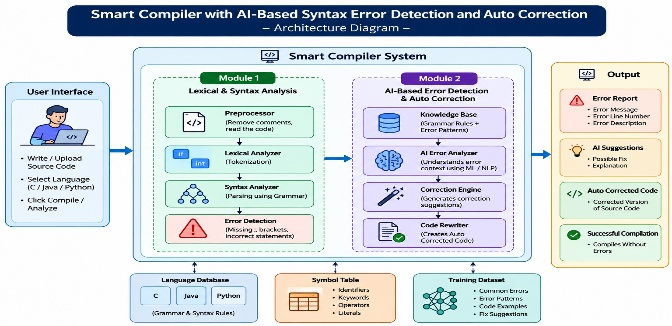 Smart Compiler with AI-Based Syntax Error Detection and Auto Correction
– Architecture Diagram –
Smart Compiler System
User Interface
• Write / Upload
Source Code
• Select Language
(C / Java / Python)
• Click Compile /
Analyze
Module 1
Lexical & Syntax Analysis
</>
Preprocessor
(Remove comments,
read the code)
if
int
Lexical Analyzer
(Tokenization)
Syntax Analyzer
(Parsing using Grammar)
Error Detection
(Missing ;, brackets,
incorrect statements)
Module 2
AI-Based Error Detection
& Auto Correction
Knowledge Base
(Grammar Rules +
Error Patterns)
AI Error Analyzer
(Understands error
context using ML / NLP)
Correction Engine
(Generates correction
suggestions)
Code Rewriter
(Creates Auto
Corrected Code)
Output
Error Report
• Error Message
• Error Line Number
• Error Description
AI Suggestions
• Possible Fix
• Explanation
</>
Auto Corrected Code
• Corrected Version
of Source Code
Successful Compilation
• Compiles Without
Errors
Language Database
C Java Python
(Grammar & Syntax Rules)
Symbol Table
• Identifiers
• Keywords
• Operators
• Literals
Training Dataset
• Common Errors
• Error Patterns
• Code Examples
• Fix Suggestions